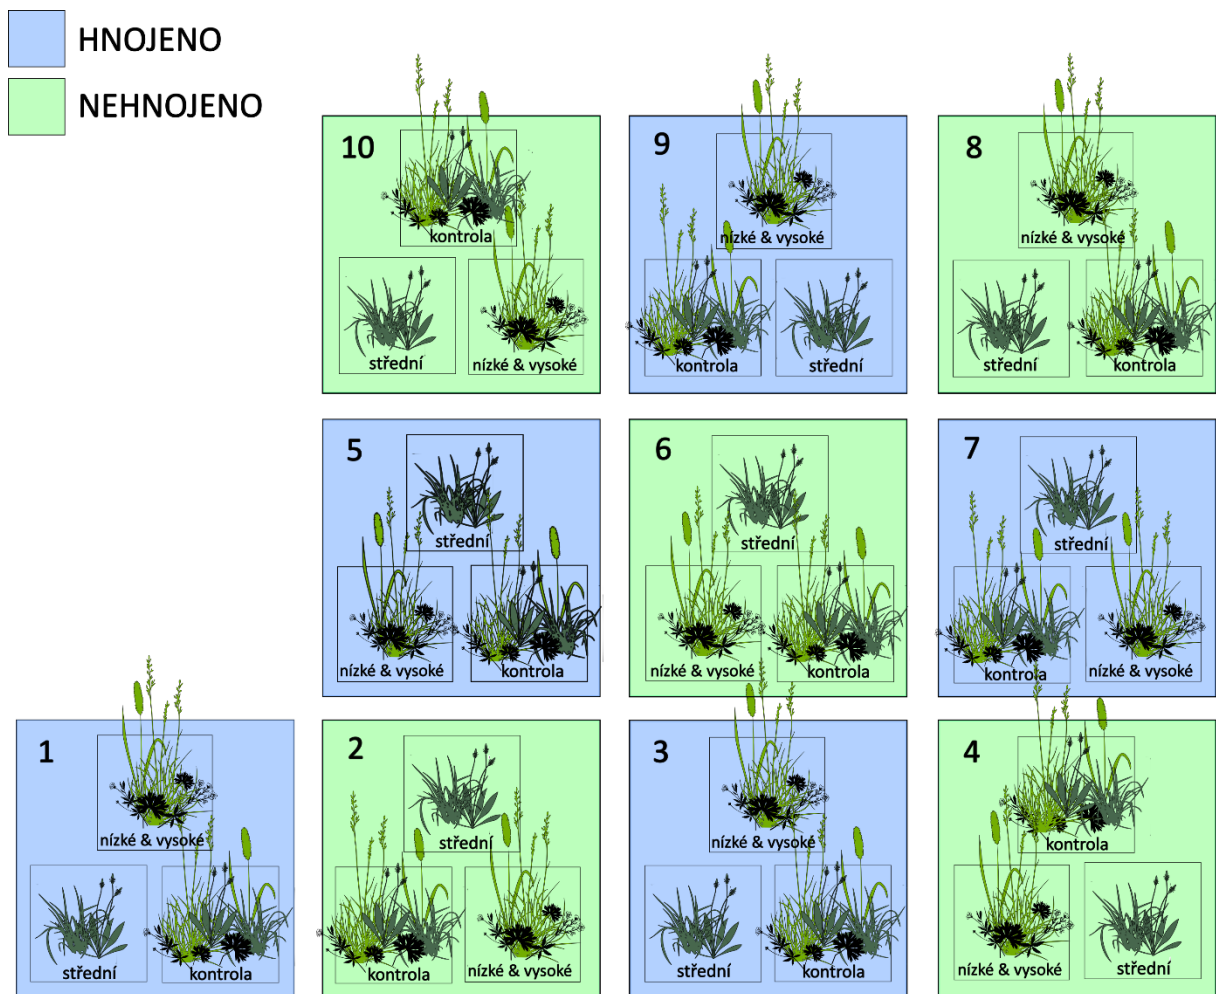 HNOJENO
NEHNOJENO
10
kontrola
střední
nízké & vysoké
9
nízké & vysoké
kontrola
střední
8
nízké & vysoké
střední
kontrola
5
střední
nízké & vysoké
kontrola
6
střední
nízké & vysoké
kontrola
7
střední
kontrola
nízké & vysoké
1
nízké & vysoké
střední
kontrola
2
střední
kontrola
nízké & vysoké
3
nízké & vysoké
střední
kontrola
4
kontrola
nízké & vysoké
střední